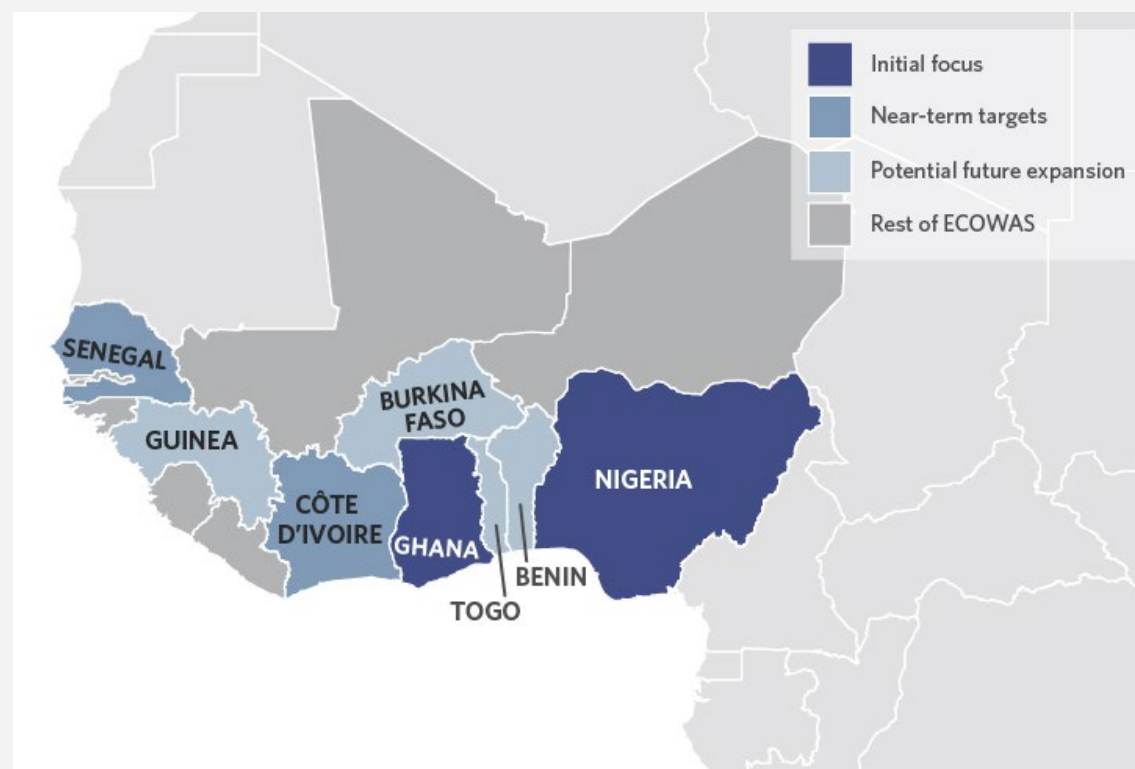 Initial focus
Near-term targets
Potential future expansion
Rest of ECOWAS
SENEGAL
BURKINA
FASO
GUINEA
NIGERIA
CÔTE
D'IVOIRE
GHANA
BENIN
TOGO